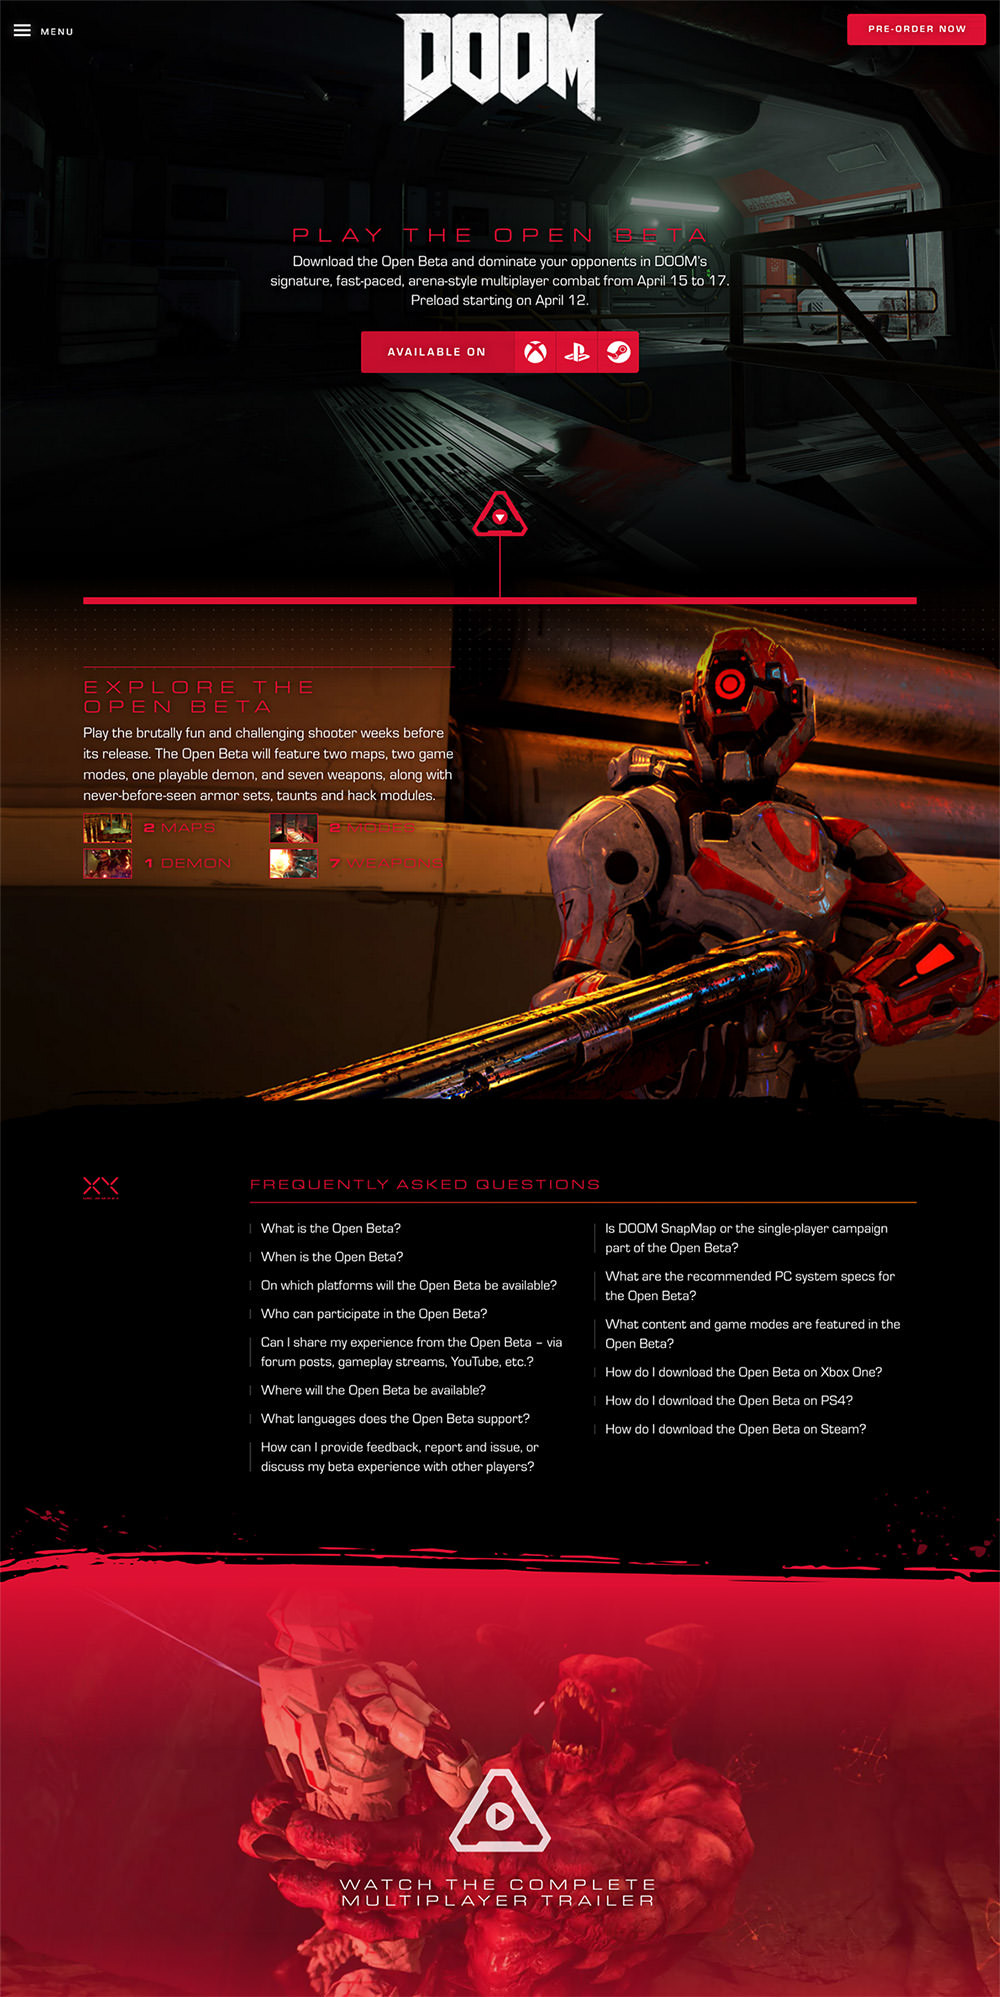 MENU
DOOM
PRE-ORDER NOW
PLAY THE OPEN BETA
Download the Open Beta and dominate your opponents in DOOM's
signature, fast-paced, arena-style multiplayer combat from April 15 to 17.
Preload starting on April 12.
AVAILABLE ON
EXPLORE THE
OPEN BETA
Play the brutally fun and challenging shooter weeks before
its release. The Open Beta will feature two maps, two game
modes, one playable demon, and seven weapons, along with
never-before-seen armor sets, taunts and hack modules.
2 MAPS
2 MODES
1 DEMON
7 WEAPONS
FREQUENTLY ASKED QUESTIONS
What is the Open Beta?
When is the Open Beta?
On which platforms will the Open Beta be available?
Who can participate in the Open Beta?
Can I share my experience from the Open Beta – via
forum posts, gameplay streams, YouTube, etc.?
Where will the Open Beta be available?
What languages does the Open Beta support?
How can I provide feedback, report and issue, or
discuss my beta experience with other players?
Is DOOM SnapMap or the single-player campaign
part of the Open Beta?
What are the recommended PC system specs for
the Open Beta?
What content and game modes are featured in the
Open Beta?
How do I download the Open Beta on Xbox One?
How do I download the Open Beta on PS4?
How do I download the Open Beta on Steam?
WATCH THE COMPLETE
MULTIPLAYER TRAILER